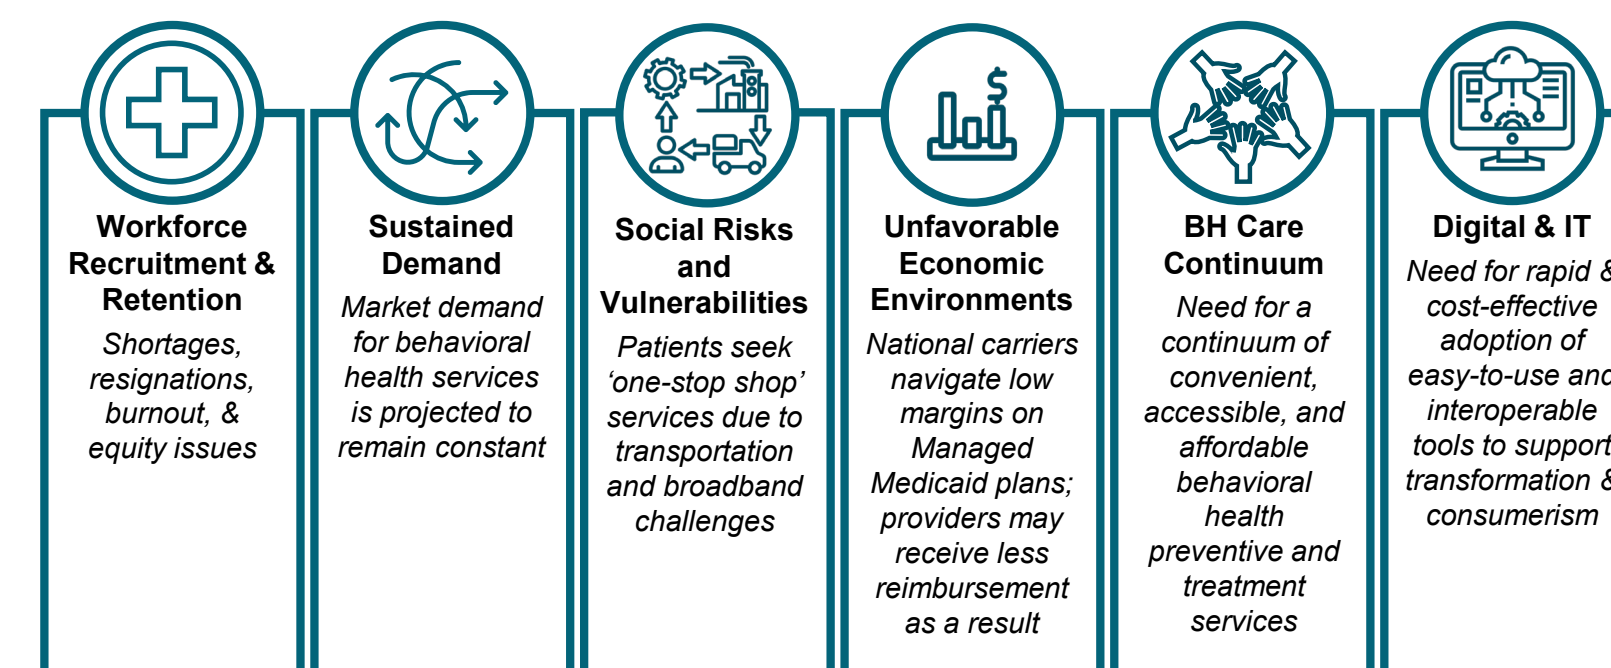 Workforce
Recruitment &
Retention
Shortages,
resignations,
burnout, &
equity issues
Sustained
Demand
Market demand
for behavioral
health services
is projected to
remain constant
Social Risks
and
Vulnerabilities
Patients seek
‘one-stop shop’
services due to
transportation
and broadband
challenges
$
Unfavorable
Economic
Environments
National carriers
navigate low
margins on
Managed
Medicaid plans;
providers may
receive less
reimbursement
as a result
BH Care
Continuum
Need for a
continuum of
convenient,
accessible, and
affordable
behavioral
health
preventive and
treatment
services
Digital & IT
Need for rapid &
cost-effective
adoption of
easy-to-use and
interoperable
tools to support
transformation &
consumerism